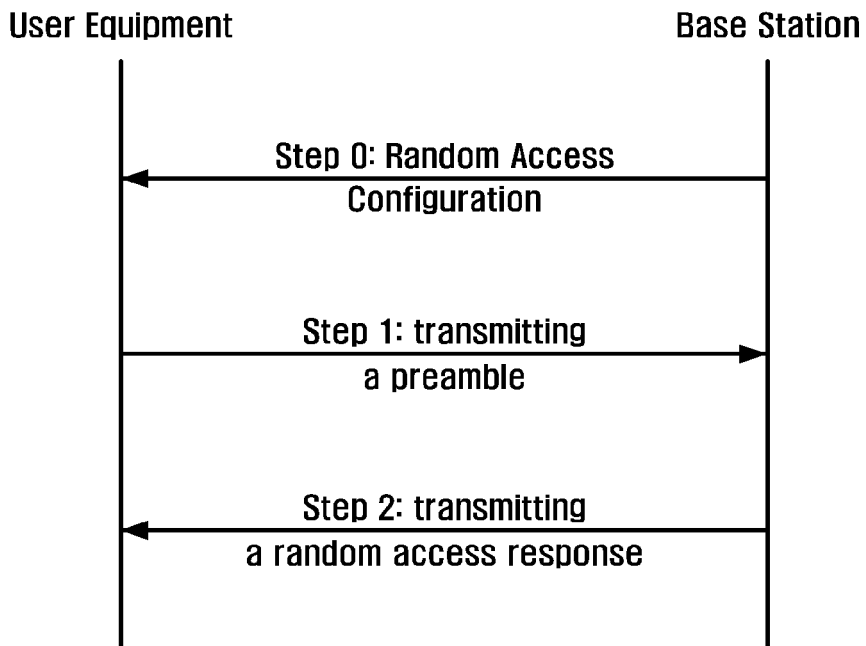 User Equipment
Base Station
Step 0: Random Access
Configuration
Step 1: transmitting
a preamble
Step 2: transmitting
a random access response